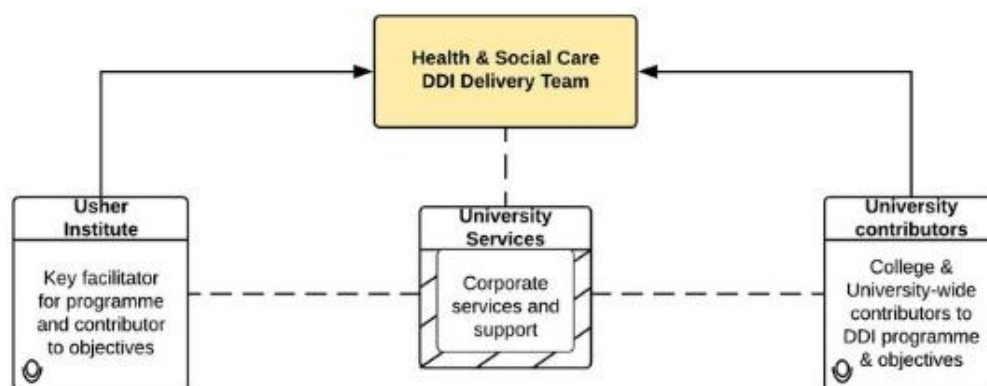 Health & Social Care
DDI Delivery Team
Usher
Institute
Key facilitator
for programme
and contributor
to objectives
University
Services
Corporate
services and
support
University
contributors
College &
University-wide
contributors to
DDI programme
& objectives